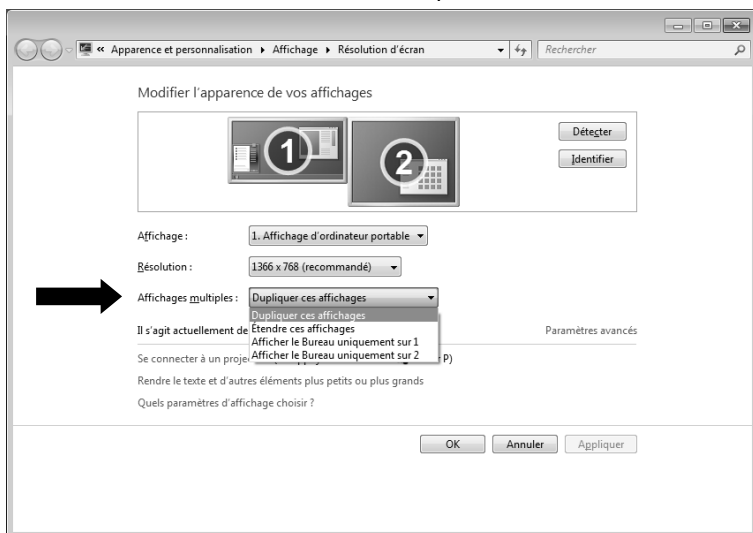 « Apparence et personnalisation ▸ Affichage ▸ Résolution d'écran
Rechercher
Modifier l'apparence de vos affichages
1
2
Détecter
Identifier
Affichage :
1. Affichage d'ordinateur portable
Résolution :
1366 x 768 (recommandé)
Affichages multiples :
Dupliquer ces affichages
Dupliquer ces affichages
Étendre ces affichages
Afficher le Bureau uniquement sur 1
Afficher le Bureau uniquement sur 2
Il s'agit actuellement de
Paramètres avancés
Se connecter à un P)
Rendre le texte et d'autres éléments plus petits ou plus grands
Quels paramètres d'affichage choisir ?
OK
Annuler
Appliquer